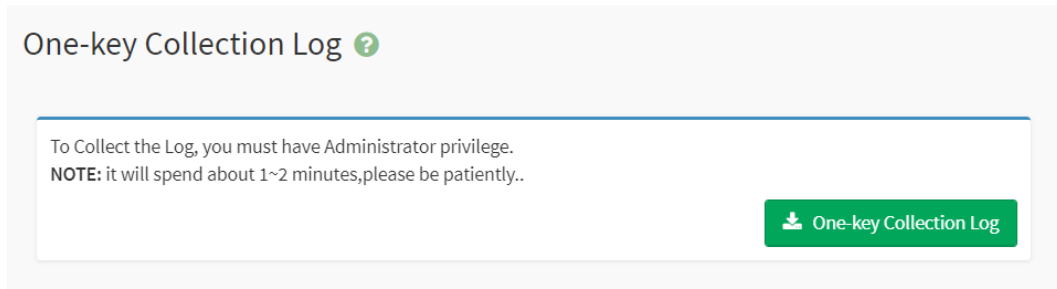 One-key Collection Log ?
To Collect the Log, you must have Administrator privilege.
NOTE: it will spend about 1~2 minutes,please be patiently..
One-key Collection Log